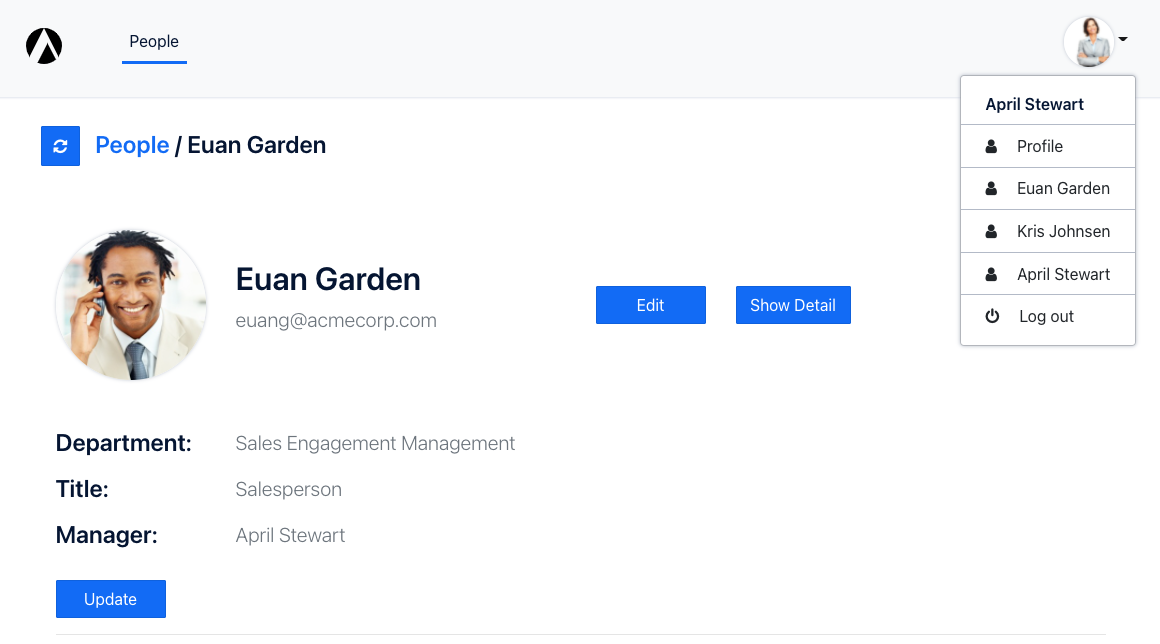 People
April Stewart
Profile
Euan Garden
Kris Johnsen
April Stewart
Log out
People / Euan Garden
Euan Garden
euang@acmecorp.com
Edit
Show Detail
Department: Sales Engagement Management
Title: Salesperson
Manager: April Stewart
Update